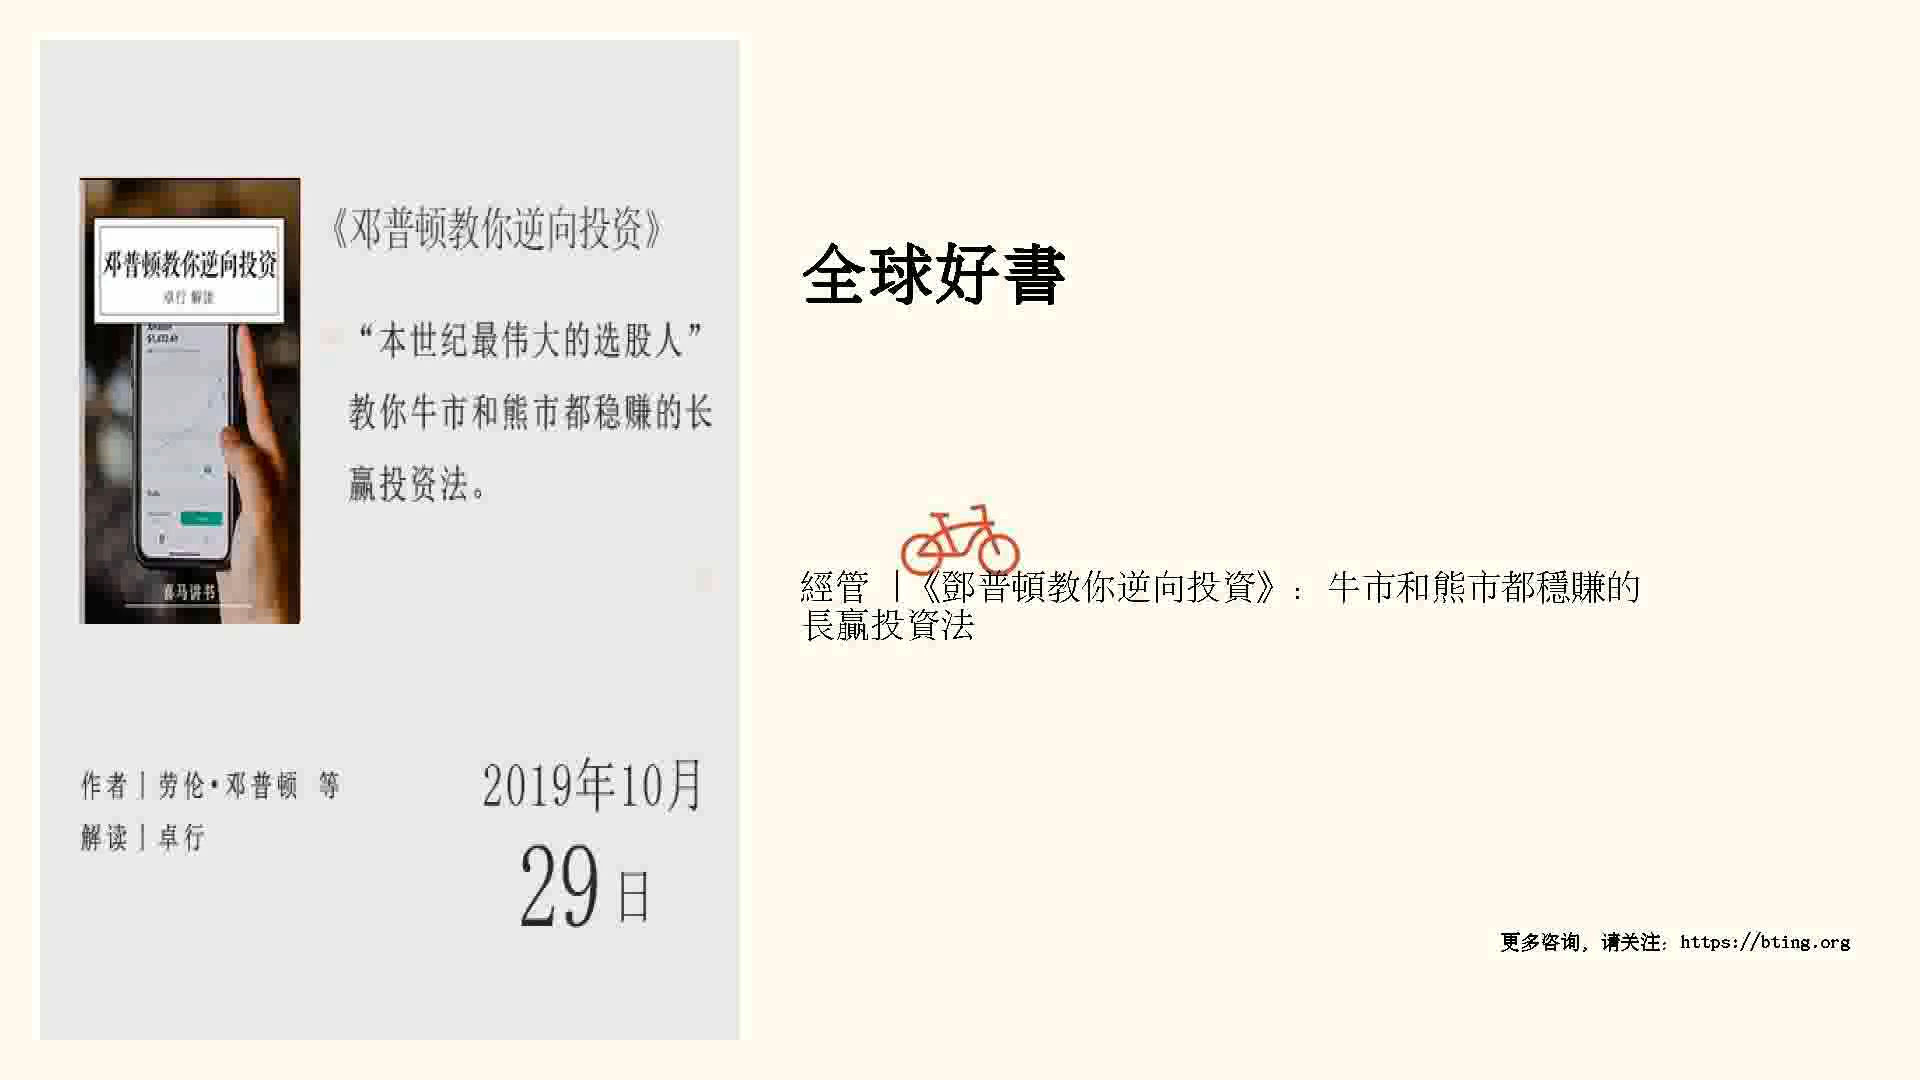 邓普顿教你逆向投资
卓行 解读
喜马讲书
《邓普顿教你逆向投资》
“本世纪最伟大的选股人”
教你牛市和熊市都稳赚的长
赢投资法。
作者丨劳伦·邓普顿 等
解读丨卓行
2019年10月
29日
全球好書
經管 丨《鄧普頓教你逆向投資》：牛市和熊市都穩賺的
長贏投資法
更多咨询，请关注：https://bting.org